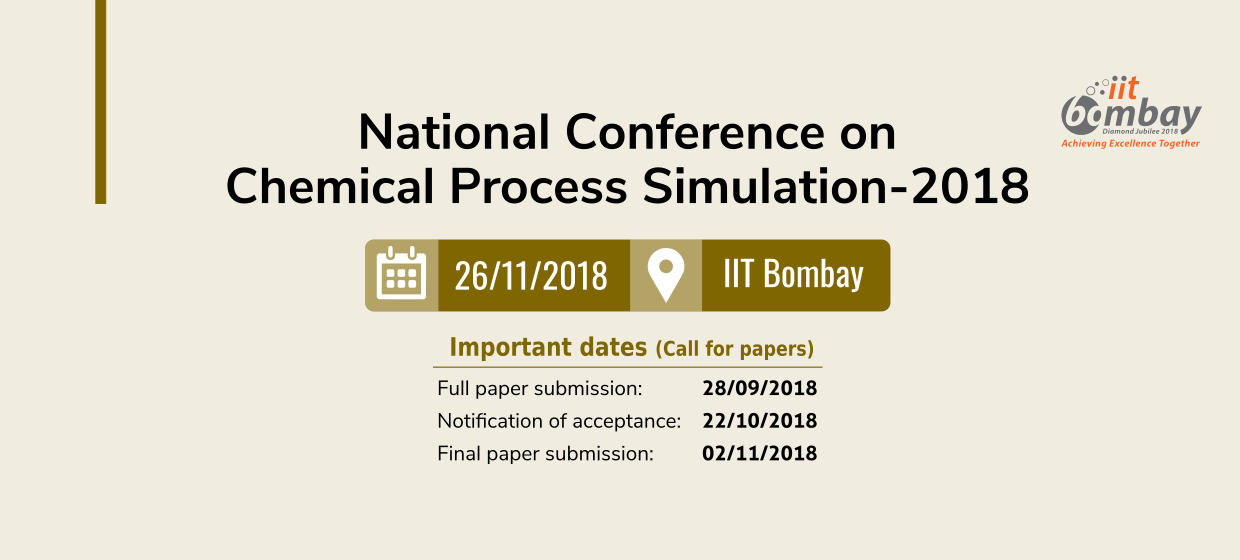 iit
bombay
Diamond Jubilee 2018
Achieving Excellence Together
National Conference on
Chemical Process Simulation-2018
26/11/2018 IIT Bombay
Important dates (Call for papers)
Full paper submission: 28/09/2018
Notification of acceptance: 22/10/2018
Final paper submission: 02/11/2018